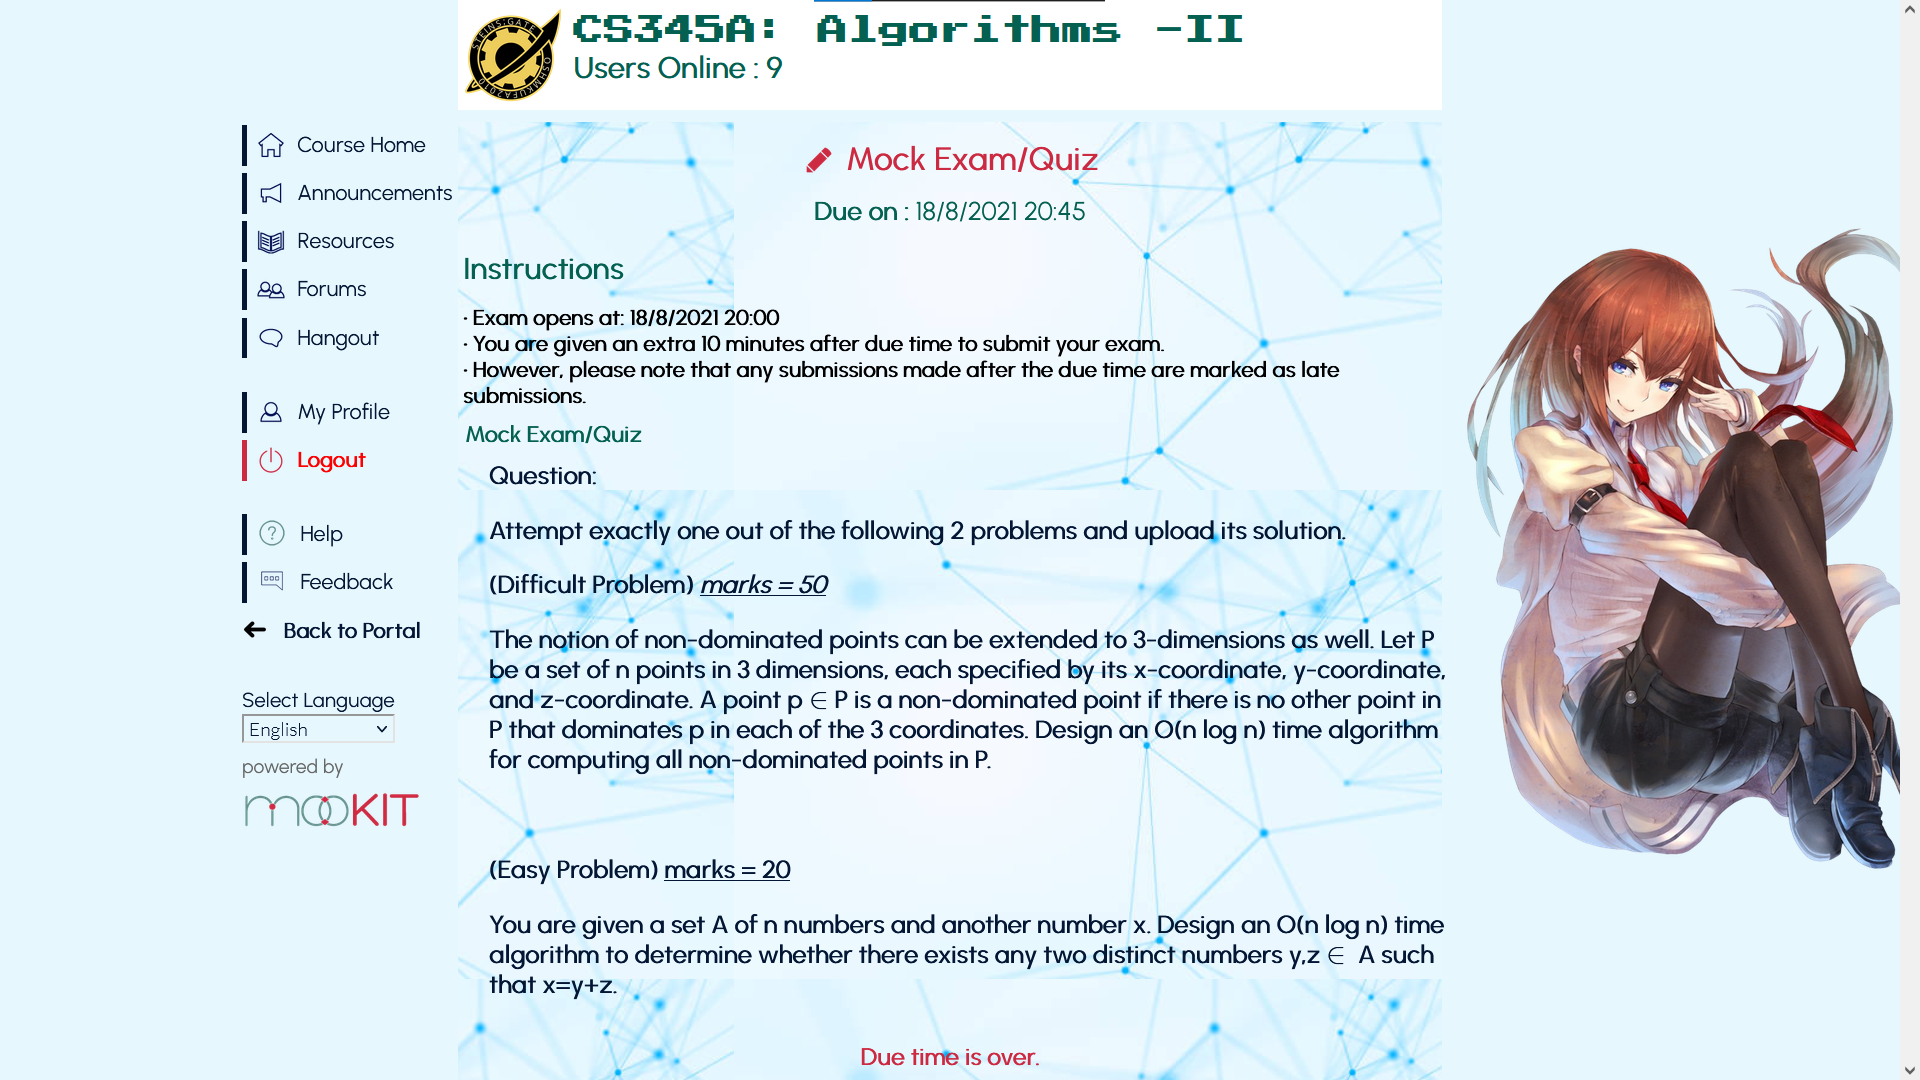 CS345A: Algorithms -II
Users Online : 9
Course Home
Announcements
Resources
Forums
Hangout
My Profile
Logout
Help
Feedback
Back to Portal
Select Language
English
powered by
mooKIT
Mock Exam/Quiz
Due on : 18/8/2021 20:45
Instructions
· Exam opens at: 18/8/2021 20:00
· You are given an extra 10 minutes after due time to submit your exam.
· However, please note that any submissions made after the due time are marked as late
submissions.
Mock Exam/Quiz
Question:
Attempt exactly one out of the following 2 problems and upload its solution.
(Difficult Problem) marks = 50
The notion of non-dominated points can be extended to 3-dimensions as well. Let P
be a set of n points in 3 dimensions, each specified by its x-coordinate, y-coordinate,
and z-coordinate. A point p ∈ P is a non-dominated point if there is no other point in
P that dominates p in each of the 3 coordinates. Design an O(n log n) time algorithm
for computing all non-dominated points in P.
(Easy Problem) marks = 20
You are given a set A of n numbers and another number x. Design an O(n log n) time
algorithm to determine whether there exists any two distinct numbers y,z ∈ A such
that x=y+z.
Due time is over.